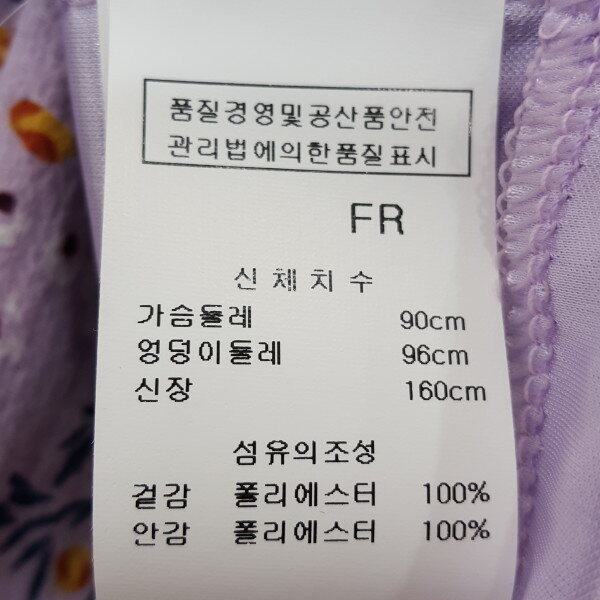 품질경영및공산품안전
관리법에의한품질표시
FR
신체치수
가슴둘레 90cm
엉덩이둘레 96cm
신장 160cm
섬유의조성
겉감 폴리에스터 100%
안감 폴리에스터 100%